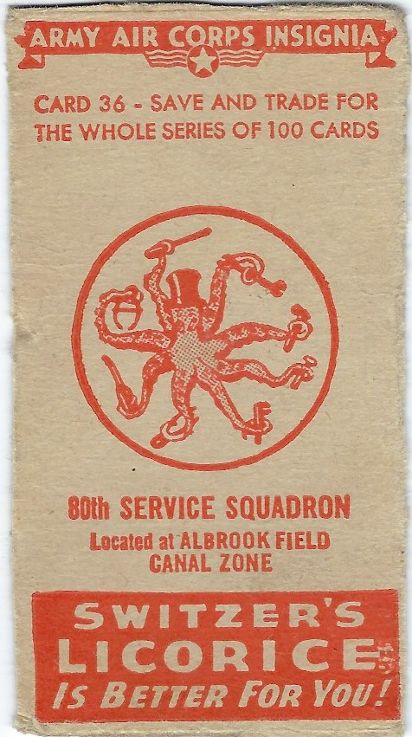 ARMY AIR CORPS INSIGNIA
CARD 36 - SAVE AND TRADE FOR
THE WHOLE SERIES OF 100 CARDS
80th SERVICE SQUADRON
Located at ALBROOK FIELD
CANAL ZONE
SWITZER'S
LICORICE
IS BETTER FOR YOU!